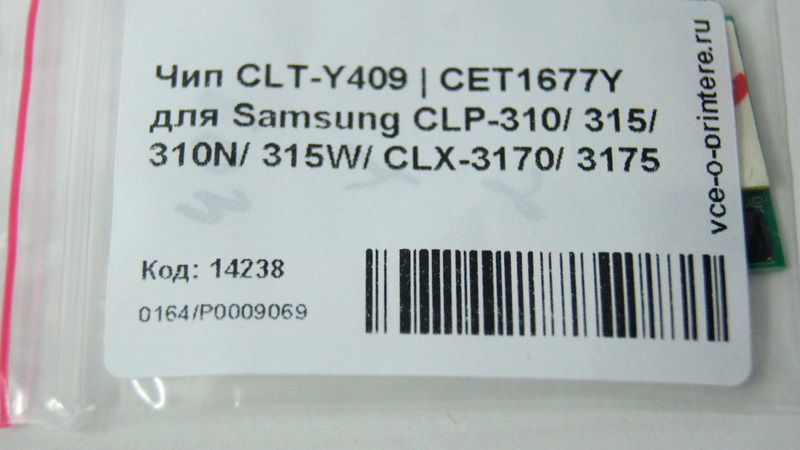 Чип CLT-Y409 | CET1677Y
для Samsung CLP-310/ 315/
310N/ 315W/ CLX-3170/ 3175
Код: 14238
0164/P0009069
vce-o-printere.ru